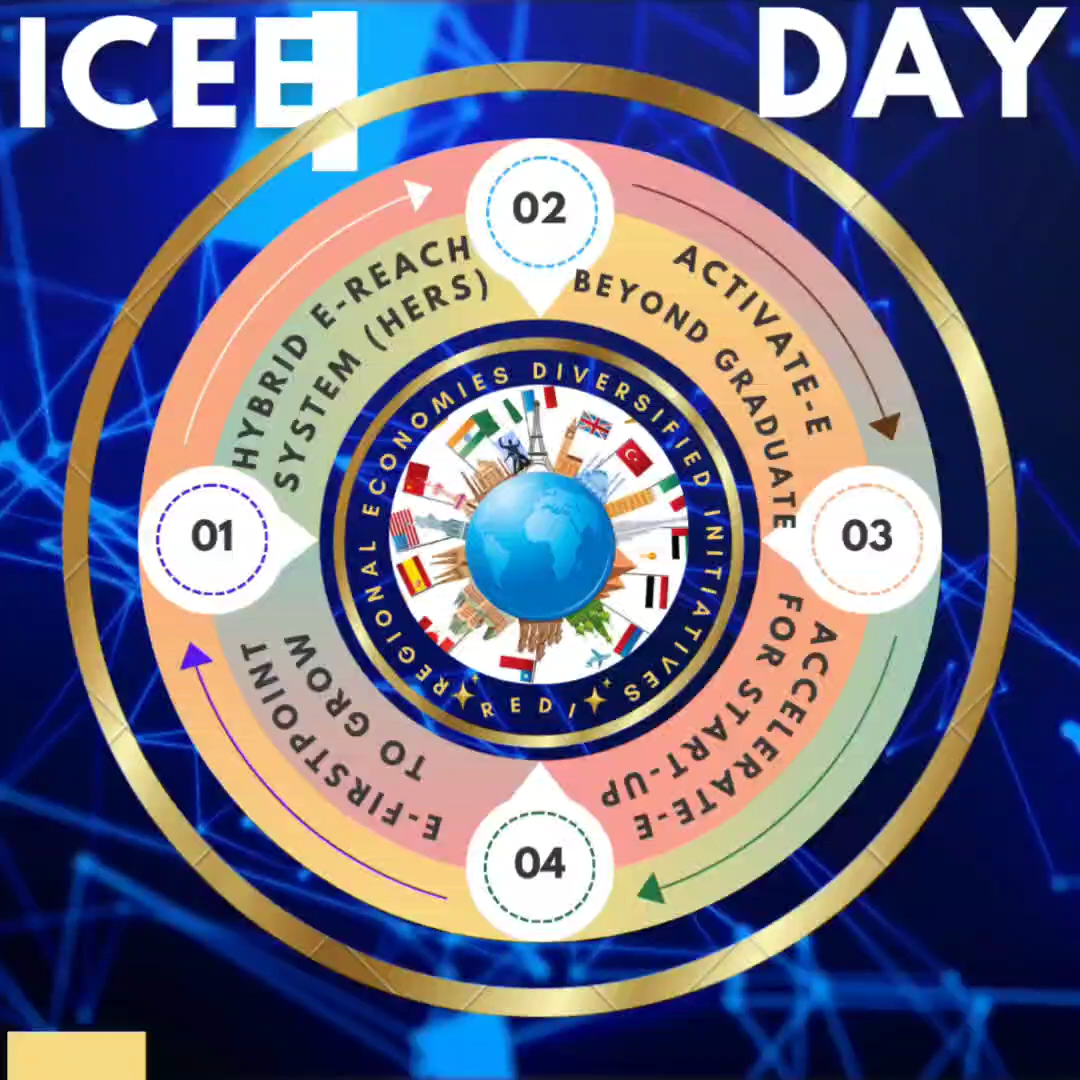 ICEE
DAY
01
HYBRID E-REACH
SYSTEM (HERS)
02
ACTIVATE-E
BEYOND GRADUATE
03
ACCELERATE-E
FOR START-UP
04
E-FIRSTPOINT
TO GROW
REGIONAL ECONOMIES DIVERSIFIED INITIATIVES
REDI